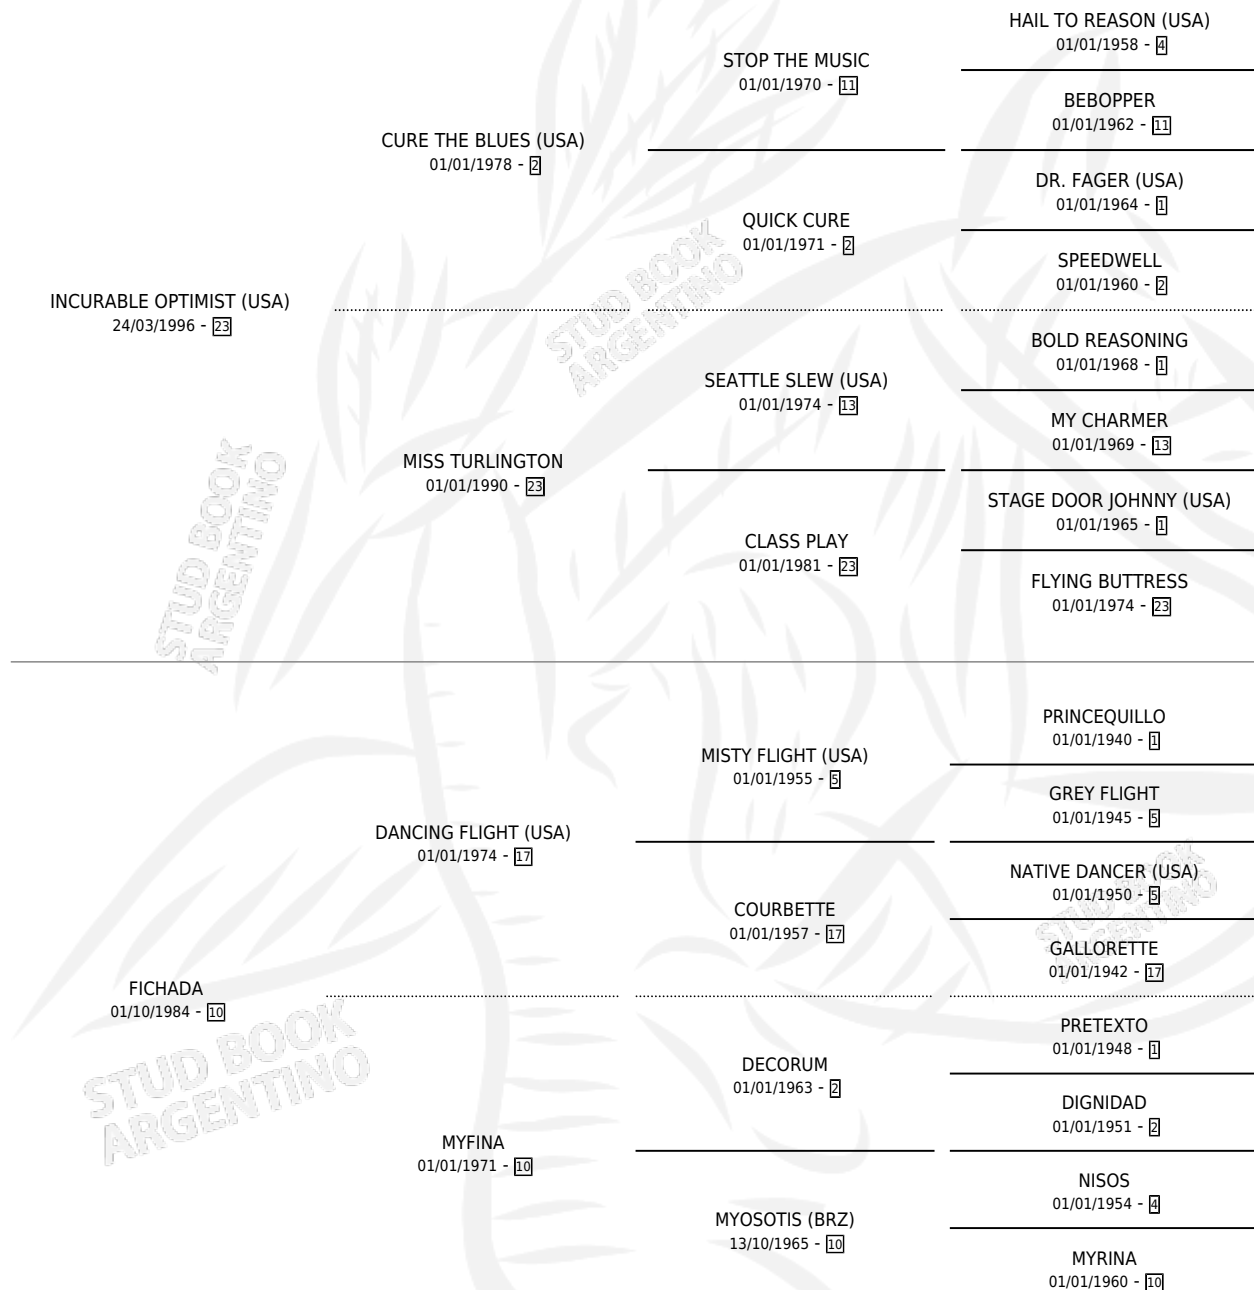 HAIL TO REASON (USA)
01/01/1958 - 4
STOP THE MUSIC
01/01/1970 - 11
BEBOPPER
01/01/1962 - 11
CURE THE BLUES (USA)
01/01/1978 - 2
DR. FAGER (USA)
01/01/1964 - 1
QUICK CURE
01/01/1971 - 2
SPEEDWELL
01/01/1960 - 2
INCURABLE OPTIMIST (USA)
24/03/1996 - 23
BOLD REASONING
01/01/1968 - 1
SEATTLE SLEW (USA)
01/01/1974 - 13
MY CHARMER
01/01/1969 - 13
MISS TURLINGTON
01/01/1990 - 23
STAGE DOOR JOHNNY (USA)
01/01/1965 - 1
CLASS PLAY
01/01/1981 - 23
FLYING BUTTRESS
01/01/1974 - 23
PRINCEQUILLO
01/01/1940 - 1
MISTY FLIGHT (USA)
01/01/1955 - 5
GREY FLIGHT
01/01/1945 - 5
DANCING FLIGHT (USA)
01/01/1974 - 17
NATIVE DANCER (USA)
01/01/1950 - 5
COURBETTE
01/01/1957 - 17
GALLORETTE
01/01/1942 - 17
FICHADA
01/10/1984 - 10
PRETEXTO
01/01/1948 - 1
DECORUM
01/01/1963 - 2
DIGNIDAD
01/01/1951 - 2
MYFINA
01/01/1971 - 10
NISOS
01/01/1954 - 4
MYOSOTIS (BRZ)
13/10/1965 - 10
MYRINA
01/01/1960 - 10
STUD BOOK
ARGENTINO
STUD BOOK
ARGENTINO
STUD BOOK
ARGENTINO
STUD BOOK
ARGENTINO